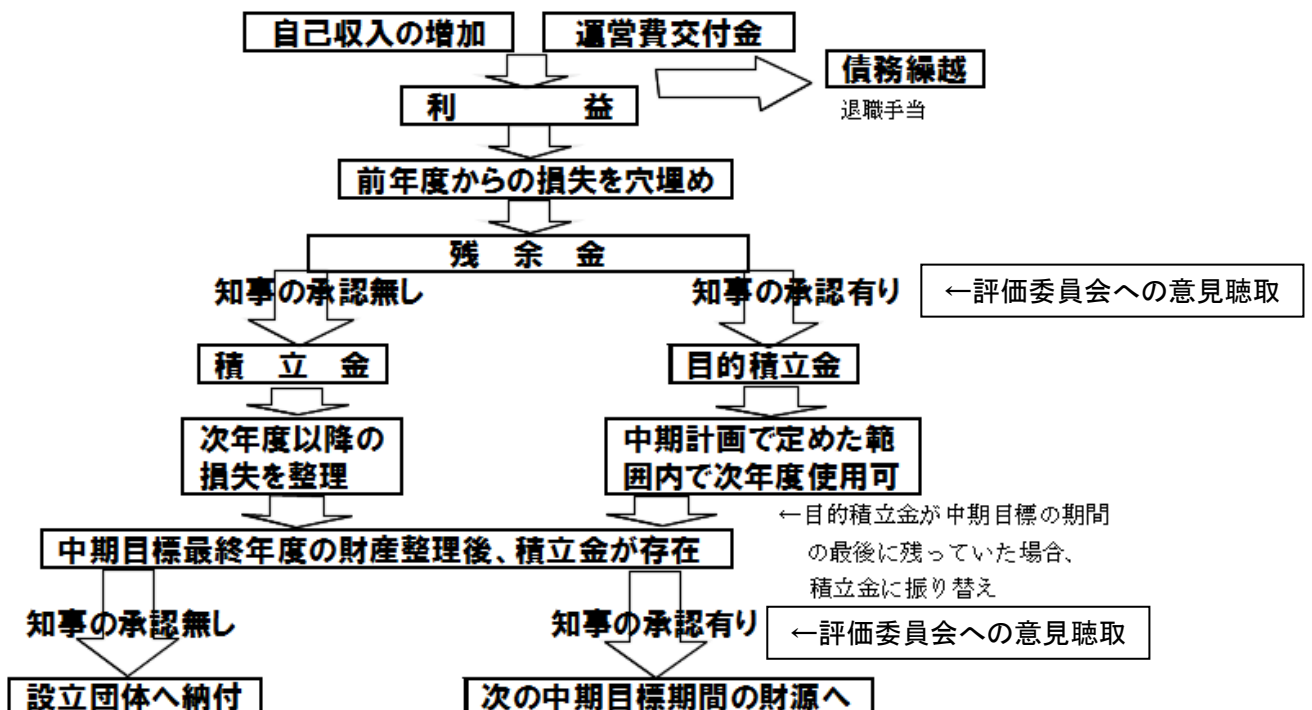 自己収入の増加
運営費交付金
債務繰越
退職手当
利　益
前年度からの損失を穴埋め
残　余　金
知事の承認無し
知事の承認有り
←評価委員会への意見聴取
積　立　金
目的積立金
次年度以降の
損失を整理
中期計画で定めた範
囲内で次年度使用可
←目的積立金が中期目標の期間
の最後に残っていた場合、
積立金に振り替え
中期目標最終年度の財産整理後、積立金が存在
知事の承認無し
知事の承認有り
←評価委員会への意見聴取
設立団体へ納付
次の中期目標期間の財源へ